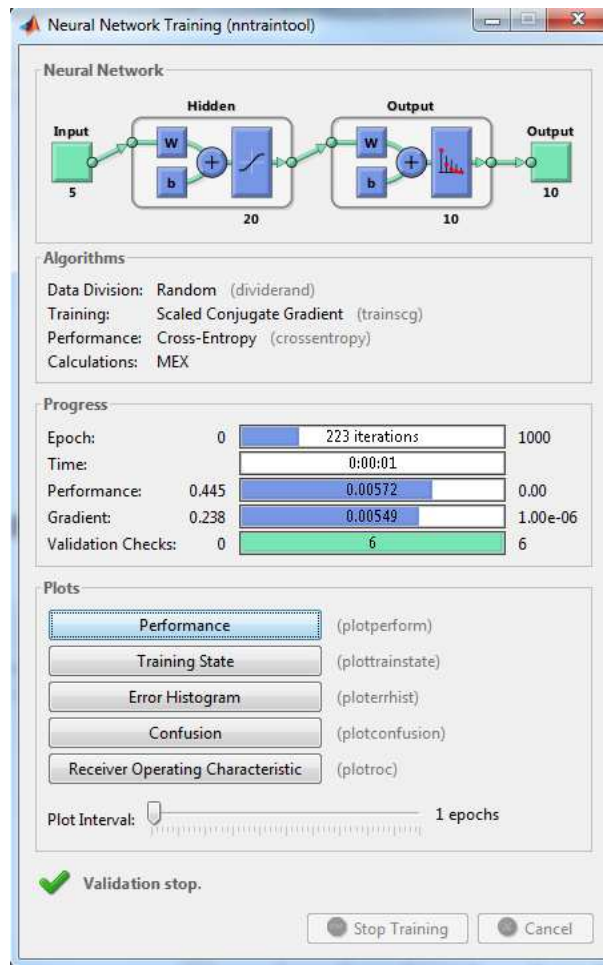 Neural Network Training (nntraintool)
Neural Network
Hidden Output
Input Output
W W
b b
+ +
5 10
20 10
Algorithms
Data Division: Random (dividerand)
Training: Scaled Conjugate Gradient (trainscg)
Performance: Cross-Entropy (crossentropy)
Calculations: MEX
Progress
Epoch: 0 223 iterations 1000
Time: 0:00:01
Performance: 0.445 0.00572 0.00
Gradient: 0.238 0.00549 1.00e-06
Validation Checks: 0 6 6
Plots
Performance (plotperform)
Training State (plottrainstate)
Error Histogram (ploterrhist)
Confusion (plotconfusion)
Receiver Operating Characteristic (plotroc)
Plot Interval: 1 epochs
Validation stop.
Stop Training Cancel